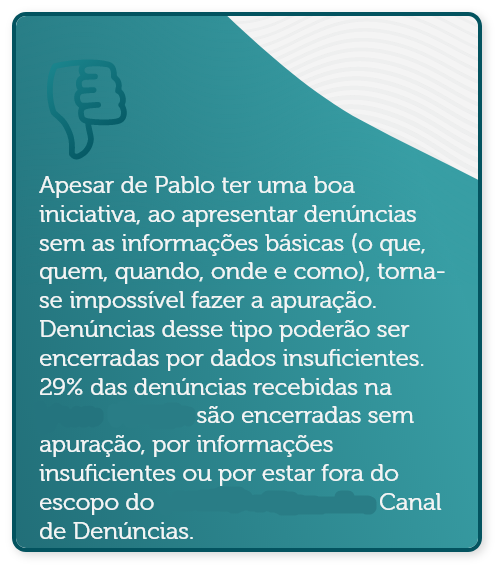 Apesar de Pablo ter uma boa
iniciativa, ao apresentar denúncias
sem as informações básicas (o que,
quem, quando, onde e como), torna-
se impossível fazer a apuração.
Denúncias desse tipo poderão ser
encerradas por dados insuficientes.
29% das denúncias recebidas na
são encerradas sem
apuração, por informações
insuficientes ou por estar fora do
escopo do Canal
de Denúncias.